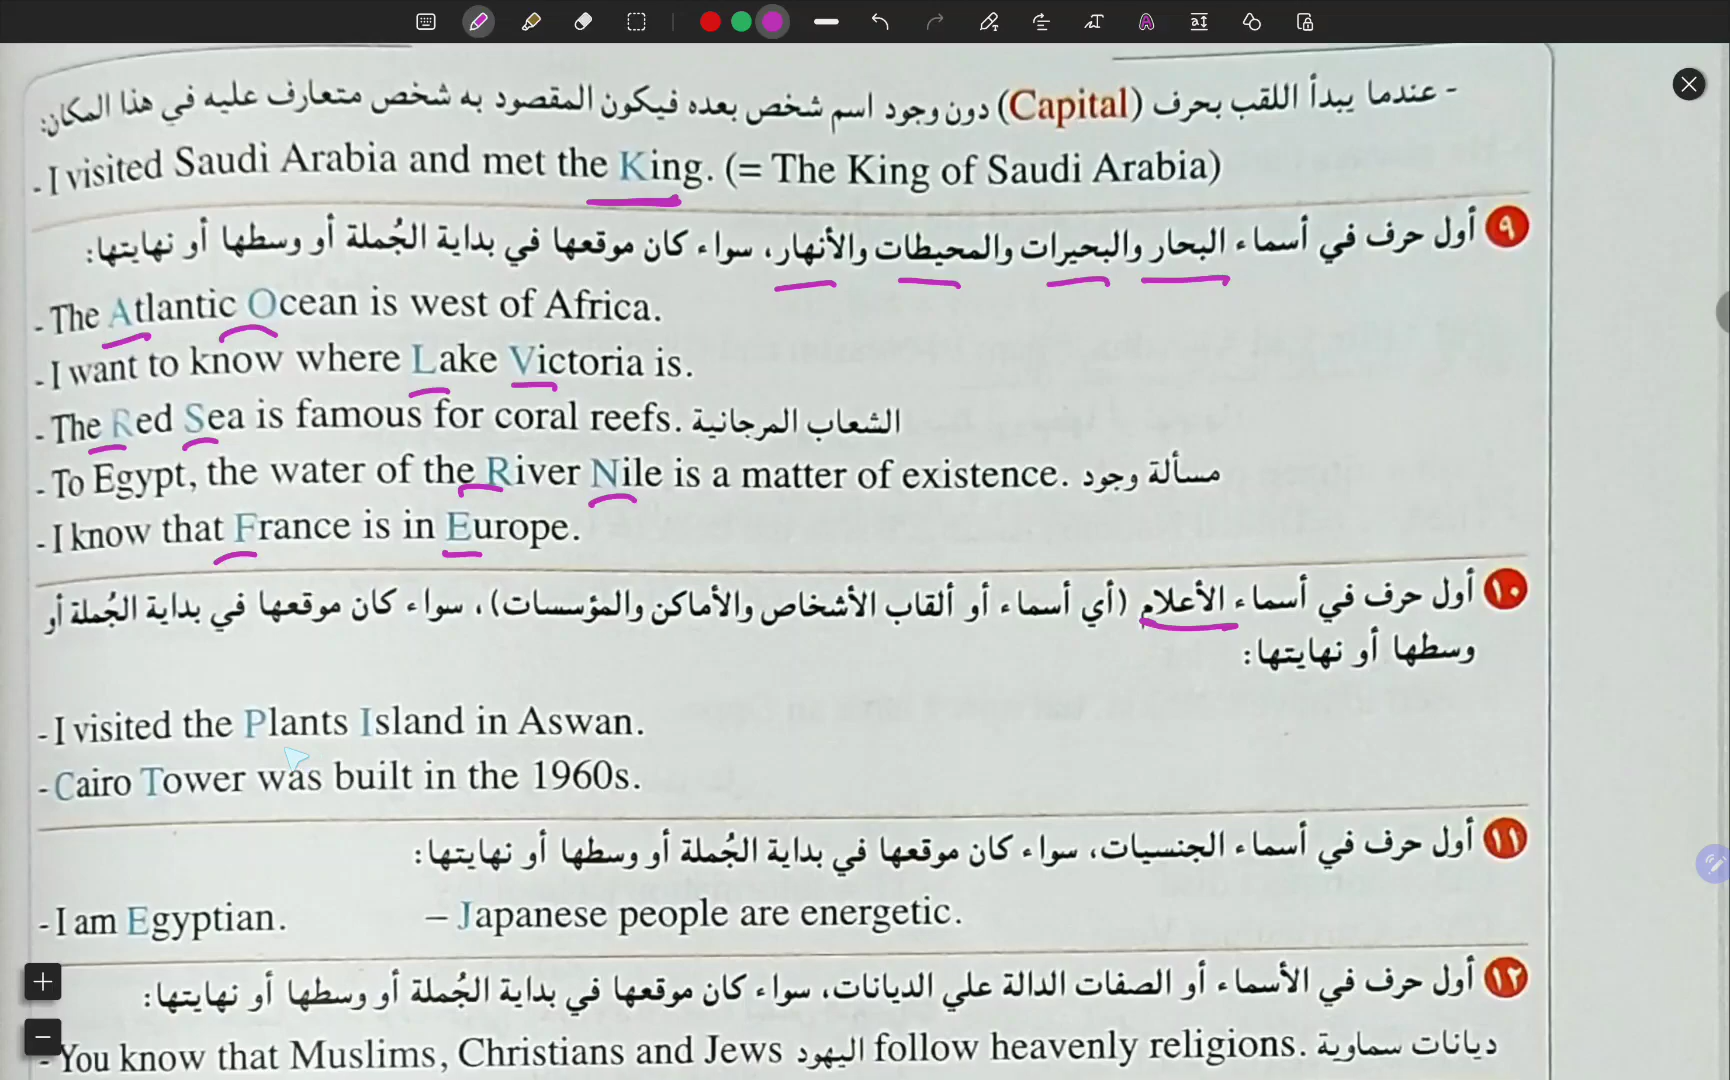 - عندما يبدأ اللقب بحرف (Capital) دون وجود اسم شخص بعده فيكون المقصود به شخص متعارف عليه في هذا المكان:
- I visited Saudi Arabia and met the King. (= The King of Saudi Arabia)
٩ أول حرف في أسماء البحار والبحيرات والمحيطات والأنهار، سواء كان موقعها في بداية الجُملة أو وسطها أو نهايتها:
- The Atlantic Ocean is west of Africa.
- I want to know where Lake Victoria is.
- The Red Sea is famous for coral reefs. الشعاب المرجانية
- To Egypt, the water of the River Nile is a matter of existence. مسألة وجود
- I know that France is in Europe.
١٠ أول حرف في أسماء الأعلام (أي أسماء أو ألقاب الأشخاص والأماكن والمؤسسات)، سواء كان موقعها في بداية الجُملة أو
وسطها أو نهايتها:
- I visited the Plants Island in Aswan.
- Cairo Tower was built in the 1960s.
١١ أول حرف في أسماء الجنسيات، سواء كان موقعها في بداية الجُملة أو وسطها أو نهايتها:
- I am Egyptian. – Japanese people are energetic.
١٢ أول حرف في الأسماء أو الصفات الدالة علي الديانات، سواء كان موقعها في بداية الجُملة أو وسطها أو نهايتها:
- You know that Muslims, Christians and Jews اليهود follow heavenly religions. ديانات سماوية